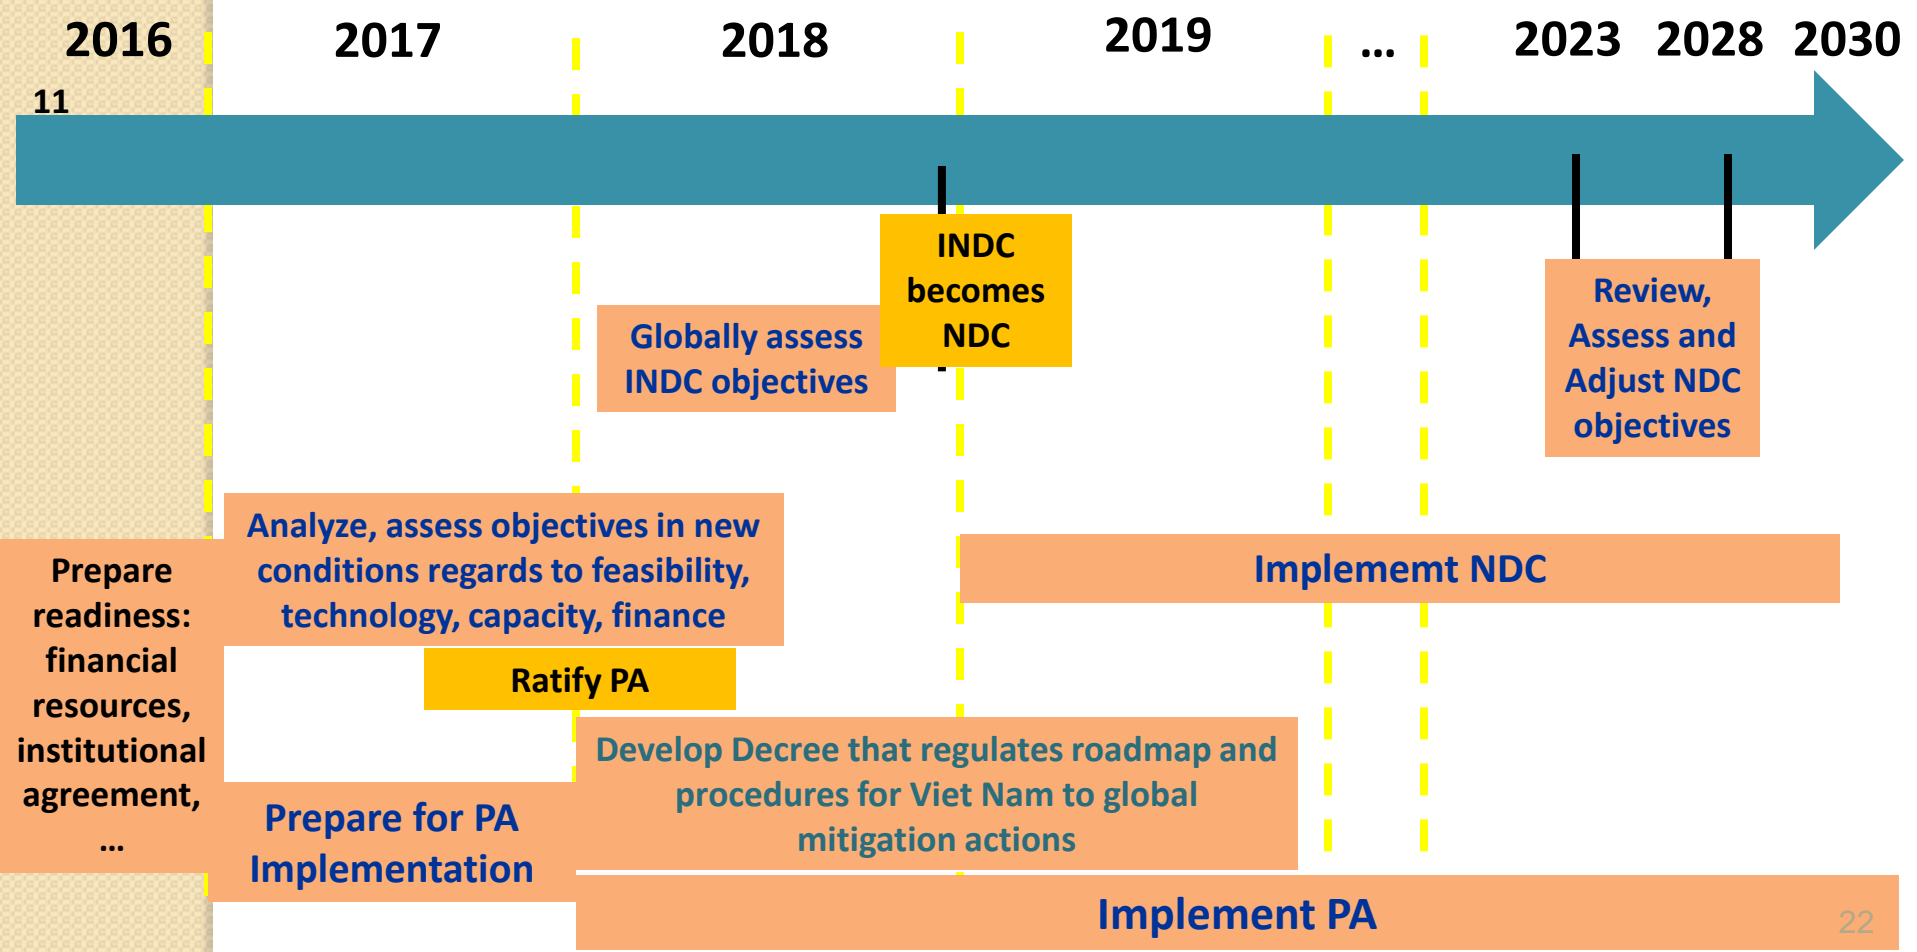 2016
2017
2018
2019
...
2023
2028
2030
11
INDC
becomes
NDC
Globally assess
INDC objectives
Review,
Assess and
Adjust NDC
objectives
Analyze, assess objectives in new
conditions regards to feasibility,
technology, capacity, finance
Implememt NDC
Prepare
readiness:
financial
resources,
institutional
agreement,
...
Ratify PA
Develop Decree that regulates roadmap and
procedures for Viet Nam to global
mitigation actions
Prepare for PA
Implementation
Implement PA
22